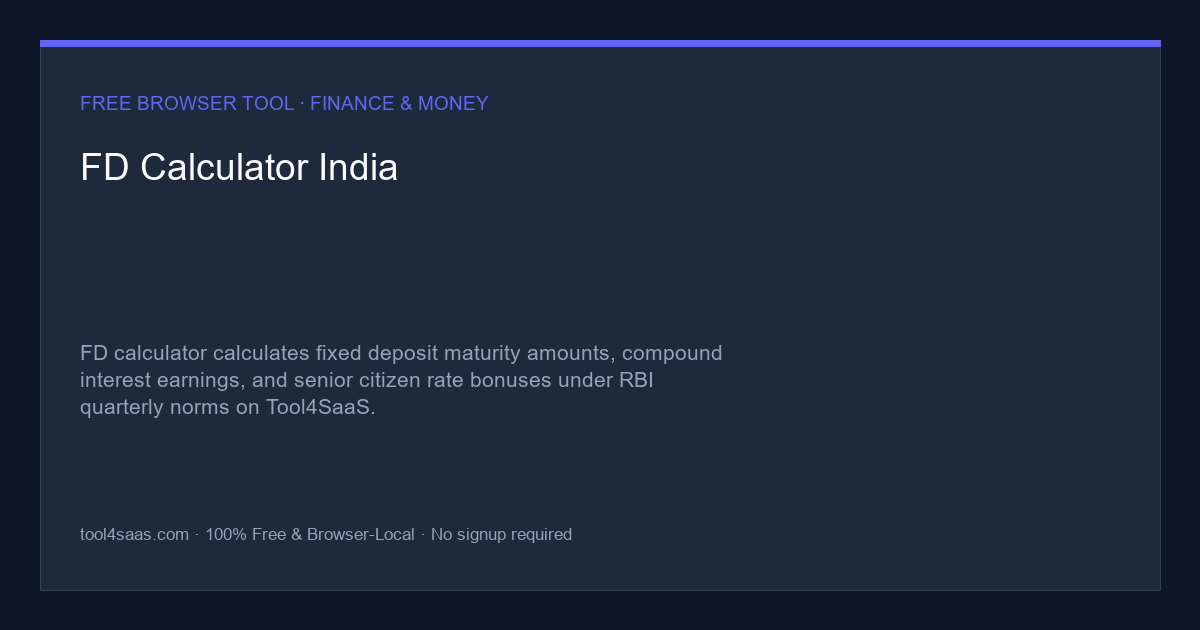 FREE BROWSER TOOL · FINANCE & MONEY
FD Calculator India
FD calculator calculates fixed deposit maturity amounts, compound
interest earnings, and senior citizen rate bonuses under RBI
quarterly norms on Tool4SaaS.
tool4saas.com · 100% Free & Browser-Local · No signup required